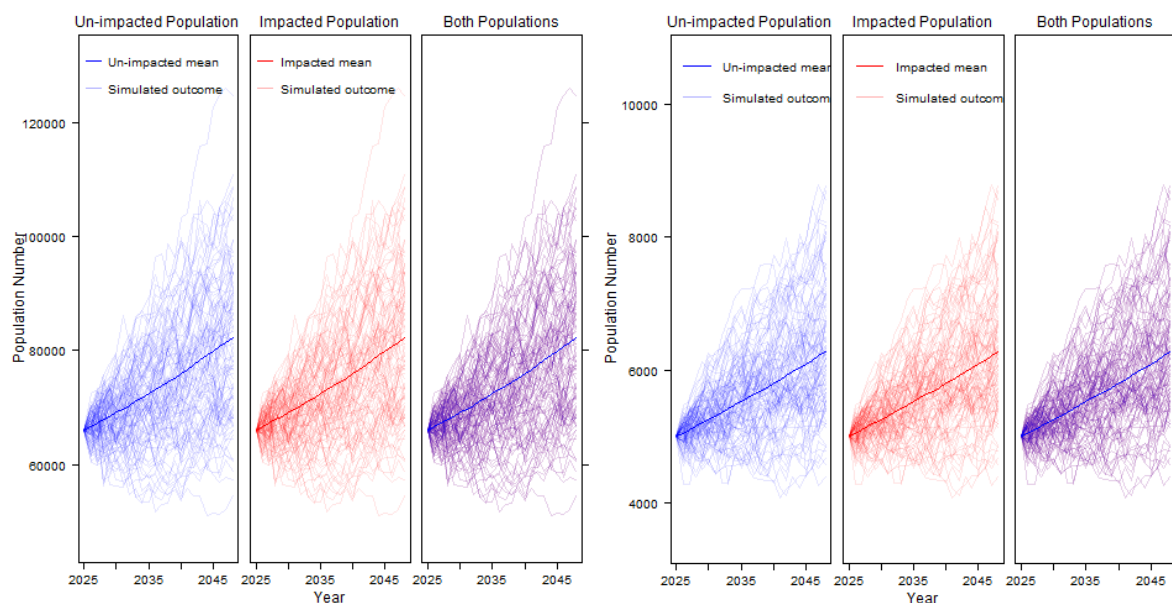 Un-impacted Population Impacted Population Both Populations
Un-impacted mean Impacted mean
Simulated outcome Simulated outcome
120000
100000
80000
60000
Population Number
2025 2035 2045 2025 2035 2045 2025 2035 2045
Year
Un-impacted Population Impacted Population Both Populations
Un-impacted mear Impacted mean
Simulated outcom Simulated outcom
10000
8000
6000
4000
Population Number
2025 2035 2045 2025 2035 2045 2025 2035 2045
Year